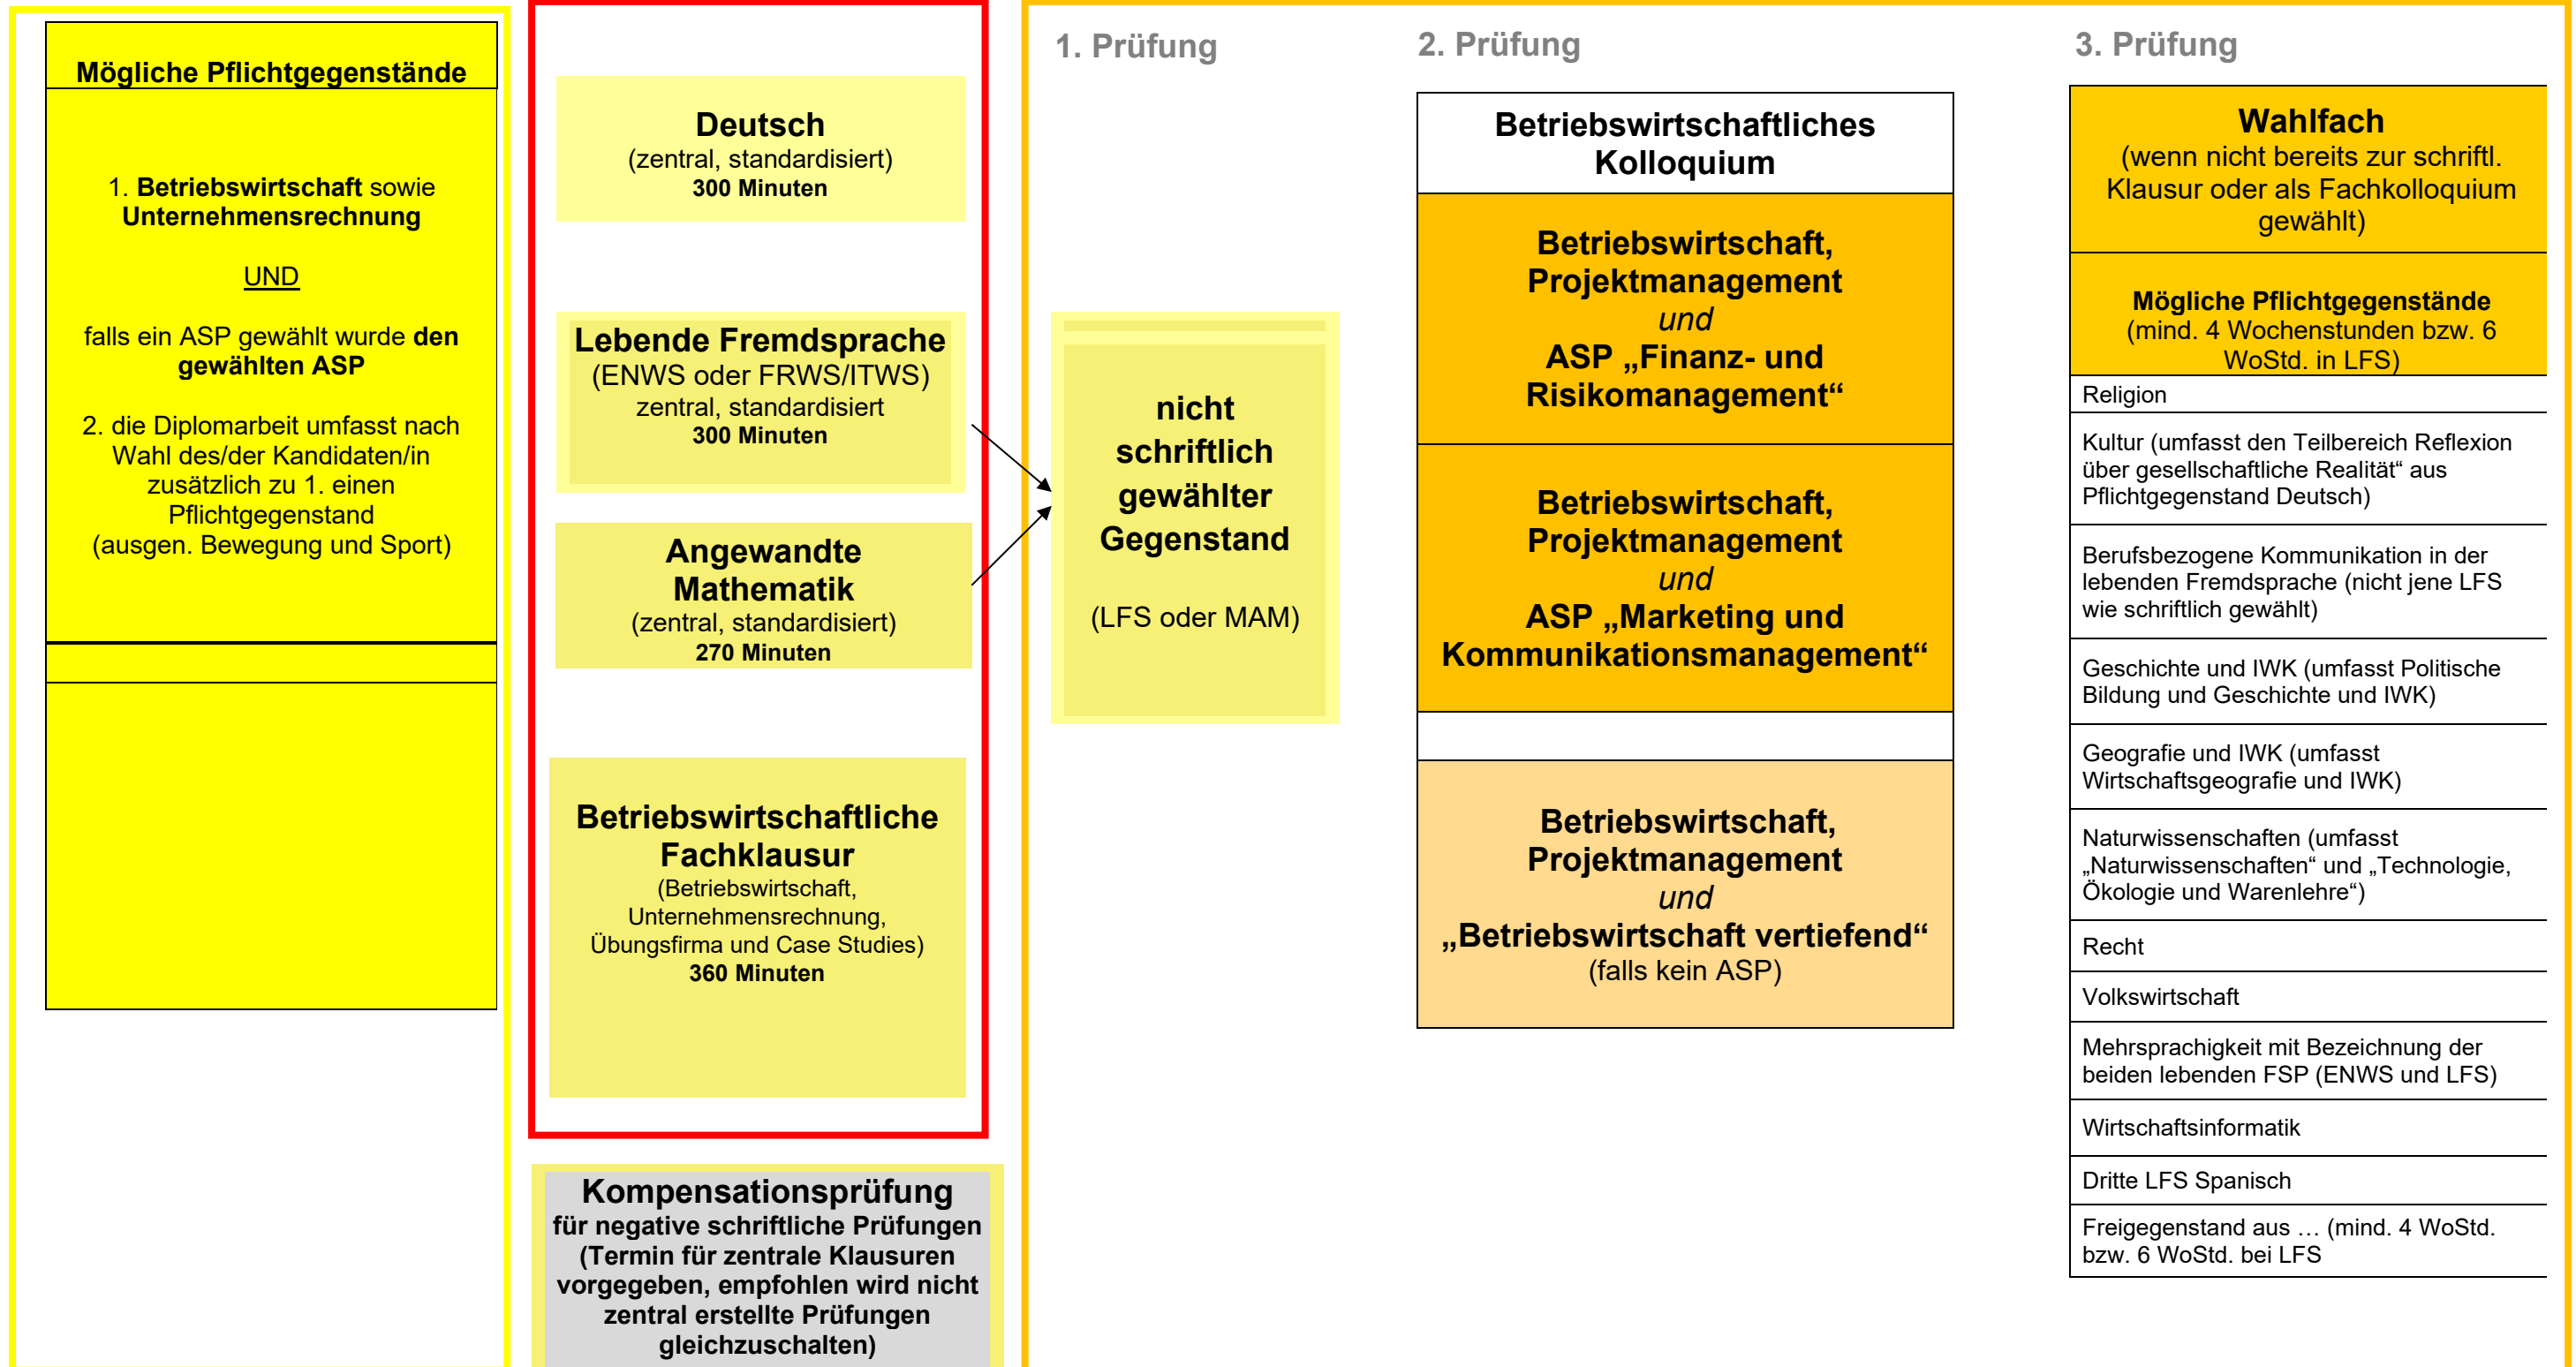 Mögliche Pflichtgegenstände
1. Betriebswirtschaft sowie
Unternehmensrechnung
UND
falls ein ASP gewählt wurde den
gewählten ASP
2. die Diplomarbeit umfasst nach
Wahl des/der Kandidaten/in
zusätzlich zu 1. einen
Pflichtgegenstand
(ausgen. Bewegung und Sport)
Deutsch
(zentral, standardisiert)
300 Minuten
Lebende Fremdsprache
(ENWS oder FRWS/ITWS)
zentral, standardisiert
300 Minuten
Angewandte
Mathematik
(zentral, standardisiert)
270 Minuten
Betriebswirtschaftliche
Fachklausur
(Betriebswirtschaft,
Unternehmensrechnung,
Übungsfirma und Case Studies)
360 Minuten
Kompensationsprüfung
für negative schriftliche Prüfungen
(Termin für zentrale Klausuren
vorgegeben, empfohlen wird nicht
zentral erstellte Prüfungen
gleichzuschalten)
1. Prüfung
nicht
schriftlich
gewählter
Gegenstand
(LFS oder MAM)
2. Prüfung
Betriebswirtschaftliches
Kolloquium
Betriebswirtschaft,
Projektmanagement
und
ASP „Finanz- und
Risikomanagement“
Betriebswirtschaft,
Projektmanagement
und
ASP „Marketing und
Kommunikationsmanagement“
Betriebswirtschaft,
Projektmanagement
und
„Betriebswirtschaft vertiefend“
(falls kein ASP)
3. Prüfung
Wahlfach
(wenn nicht bereits zur schriftl.
Klausur oder als Fachkolloquium
gewählt)
Mögliche Pflichtgegenstände
(mind. 4 Wochenstunden bzw. 6
WoStd. in LFS)
Religion
Kultur (umfasst den Teilbereich Reflexion
über gesellschaftliche Realität“ aus
Pflichtgegenstand Deutsch)
Berufsbezogene Kommunikation in der
lebenden Fremdsprache (nicht jene LFS
wie schriftlich gewählt)
Geschichte und IWK (umfasst Politische
Bildung und Geschichte und IWK)
Geografie und IWK (umfasst
Wirtschaftsgeografie und IWK)
Naturwissenschaften (umfasst
„Naturwissenschaften“ und „Technologie,
Ökologie und Warenlehre“)
Recht
Volkswirtschaft
Mehrsprachigkeit mit Bezeichnung der
beiden lebenden FSP (ENWS und LFS)
Wirtschaftsinformatik
Dritte LFS Spanisch
Freigegenstand aus … (mind. 4 WoStd.
bzw. 6 WoStd. bei LFS